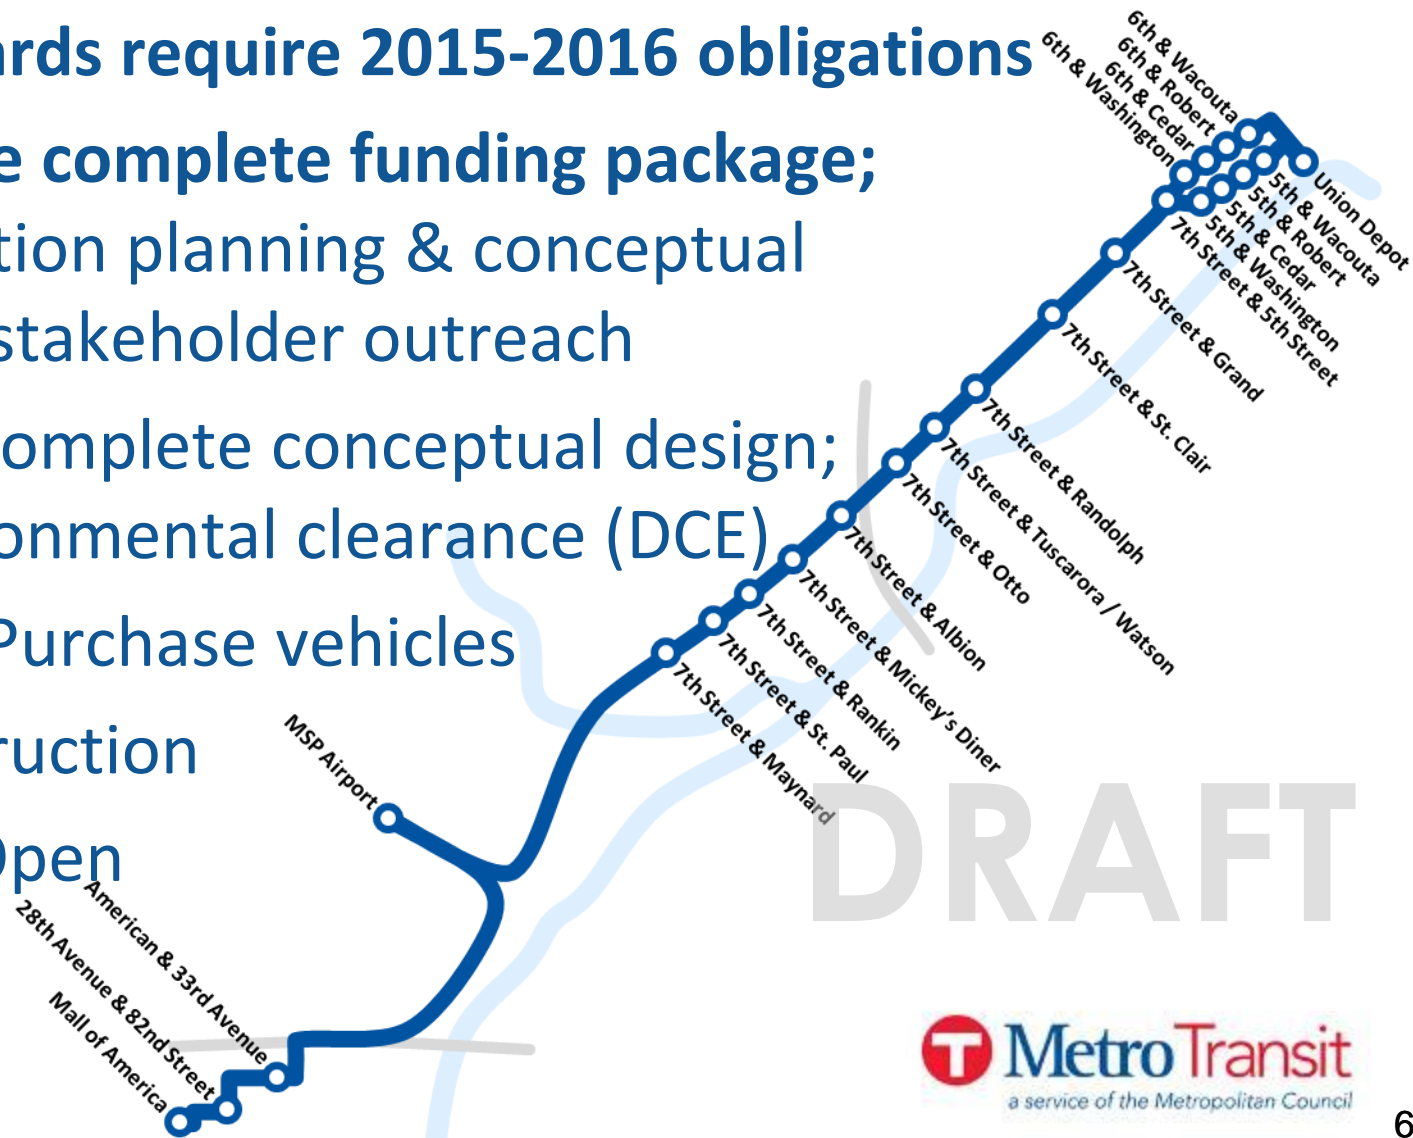 ards require 2015-2016 obligations
e complete funding package;
tion planning & conceptual
stakeholder outreach
omplete conceptual design;
onmental clearance (DCE)
Purchase vehicles
ruction
Open
6th & Wacouta
6th & Robert
6th & Cedar
6th & Washington
Union Depot
5th & Wacouta
5th & Robert
5th & Cedar
5th & Washington
7th Street & 5th Street
7th Street & Grand
7th Street & St. Clair
7th Street & Randolph
7th Street & Tuscarora / Watson
7th Street & Otto
7th Street & Albion
7th Street & Mickey's Diner
7th Street & Rankin
7th Street & St. Paul
7th Street & Maynard
MSP Airport
American & 33rd Avenue
28th Avenue & 82nd Street
Mall of America
DRAFT
T MetroTransit
a service of the Metropolitan Council
6